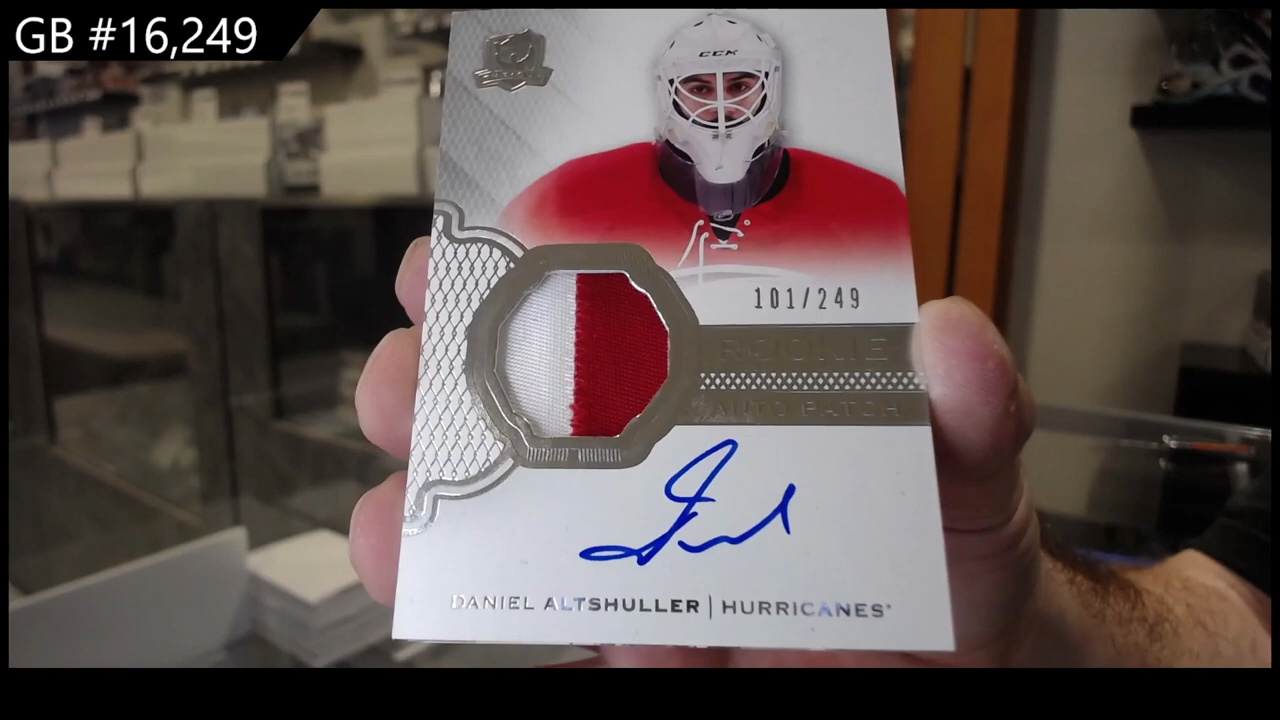 GB #16,249
CCM
101/249
ROOKIE
AUTO PATCH
DANIEL ALTSHULLER | HURRICANES